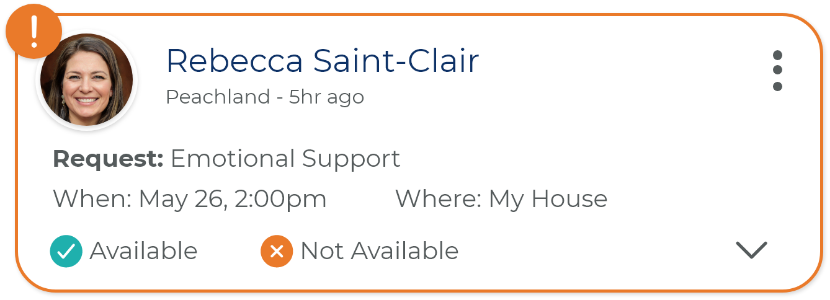 !
Rebecca Saint-Clair
Peachland - 5hr ago
Request: Emotional Support
When: May 26, 2:00pm Where: My House
Available Not Available